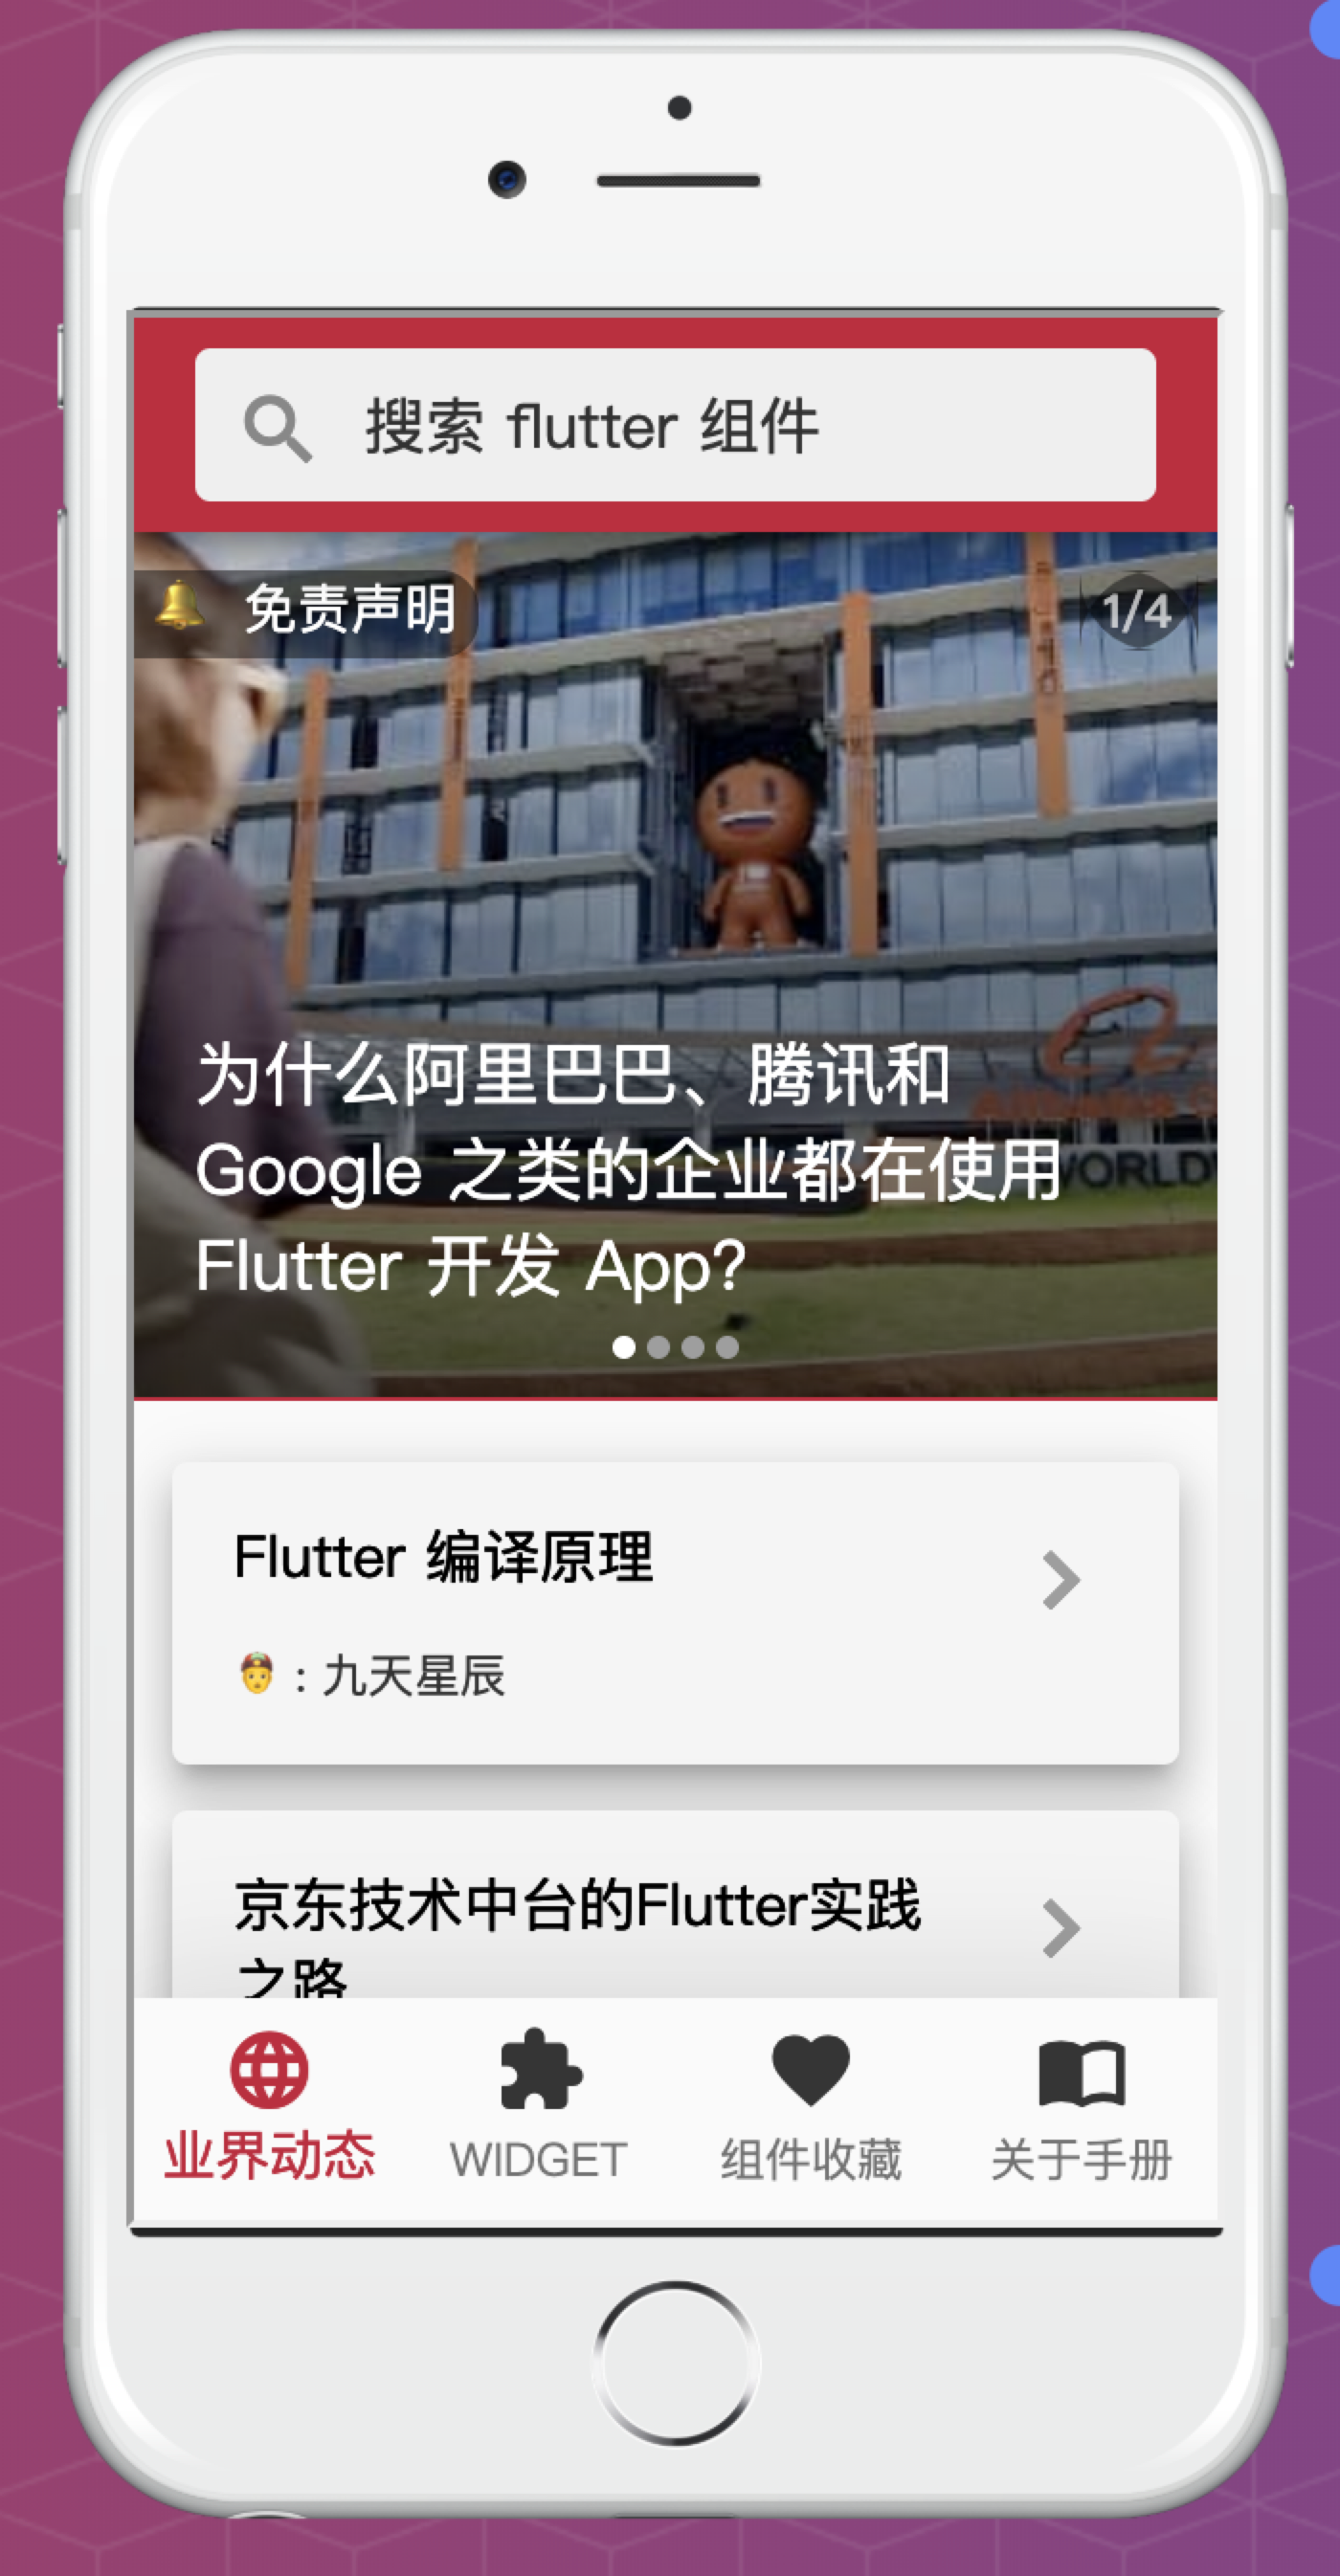 搜索 flutter 组件
免责声明
1/4
为什么阿里巴巴、腾讯和
Google 之类的企业都在使用
Flutter 开发 App?
WORLD
Flutter 编译原理
: 九天星辰
京东技术中台的Flutter实践
之路
业界动态
WIDGET
组件收藏
关于手册